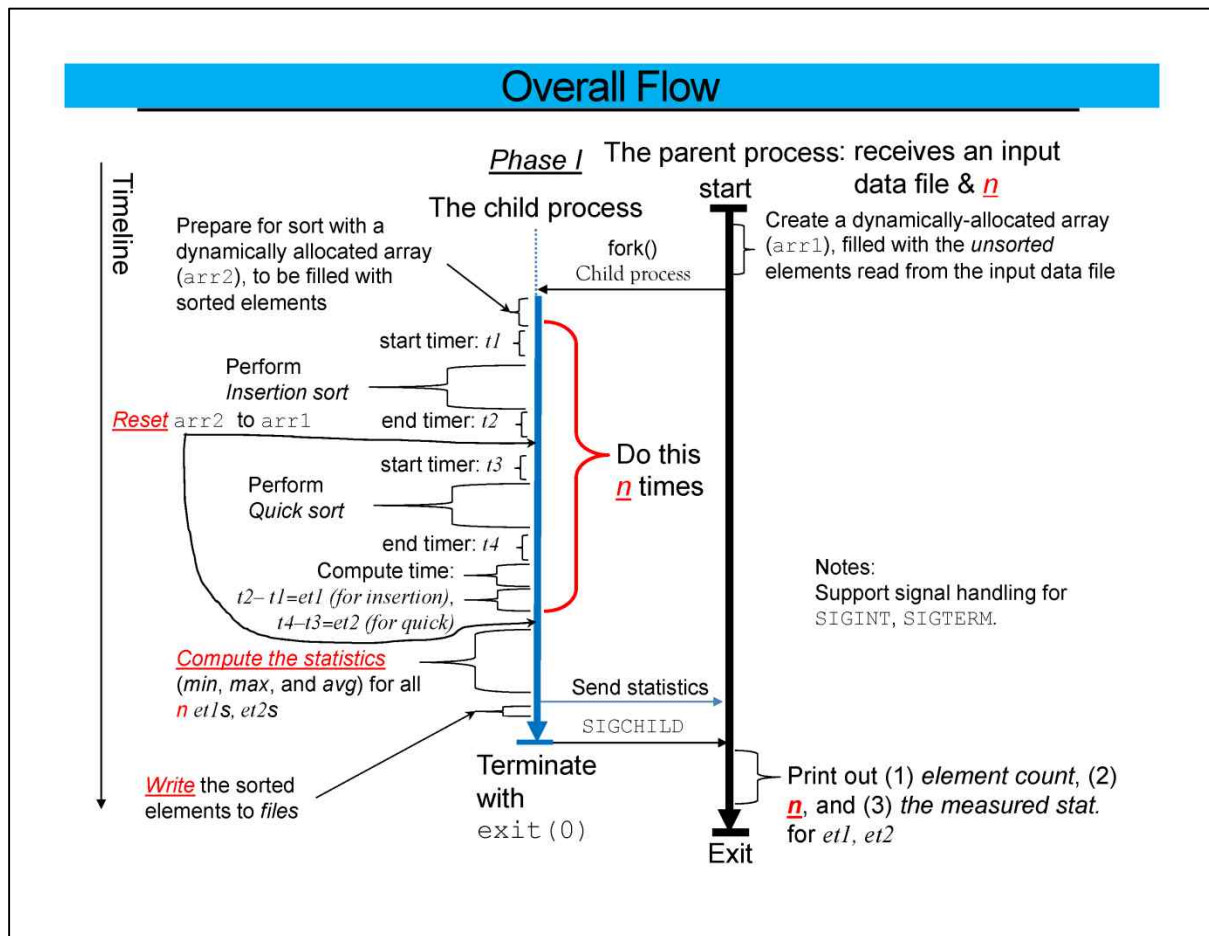 Overall Flow
Timeline
Phase I
The parent process: receives an input
data file & n
start
The child process
Prepare for sort with a
dynamically allocated array
(arr2), to be filled with
sorted elements
fork()
Child process
Create a dynamically-allocated array
(arr1), filled with the unsorted
elements read from the input data file
start timer: t1
Perform
Insertion sort
Reset arr2 to arr1
end timer: t2
start timer: t3
Perform
Quick sort
end timer: t4
Do this
n times
Compute time:
t2– t1=et1 (for insertion),
t4–t3=et2 (for quick)
Notes:
Support signal handling for
SIGINT, SIGTERM.
Compute the statistics
(min, max, and avg) for all
n et1s, et2s
Send statistics
SIGCHILD
Write the sorted
elements to files
Terminate
with
exit(0)
Print out (1) element count, (2)
n, and (3) the measured stat.
for et1, et2
Exit